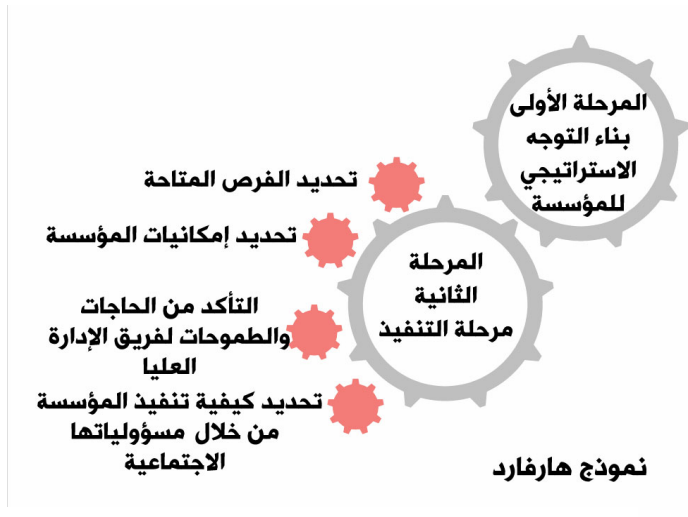 المرحلة الأولى
بناء التوجه
الاستراتيجي
للمؤسسة
المرحلة
الثانية
مرحلة التنفيذ
تحديد الفرص المتاحة
تحديد إمكانيات المؤسسة
التأكد من الحاجات
والطموحات لفريق الإدارة
العليا
تحديد كيفية تنفيذ المؤسسة
من خلال مسؤولياتها
الاجتماعية
نموذج هارفارد